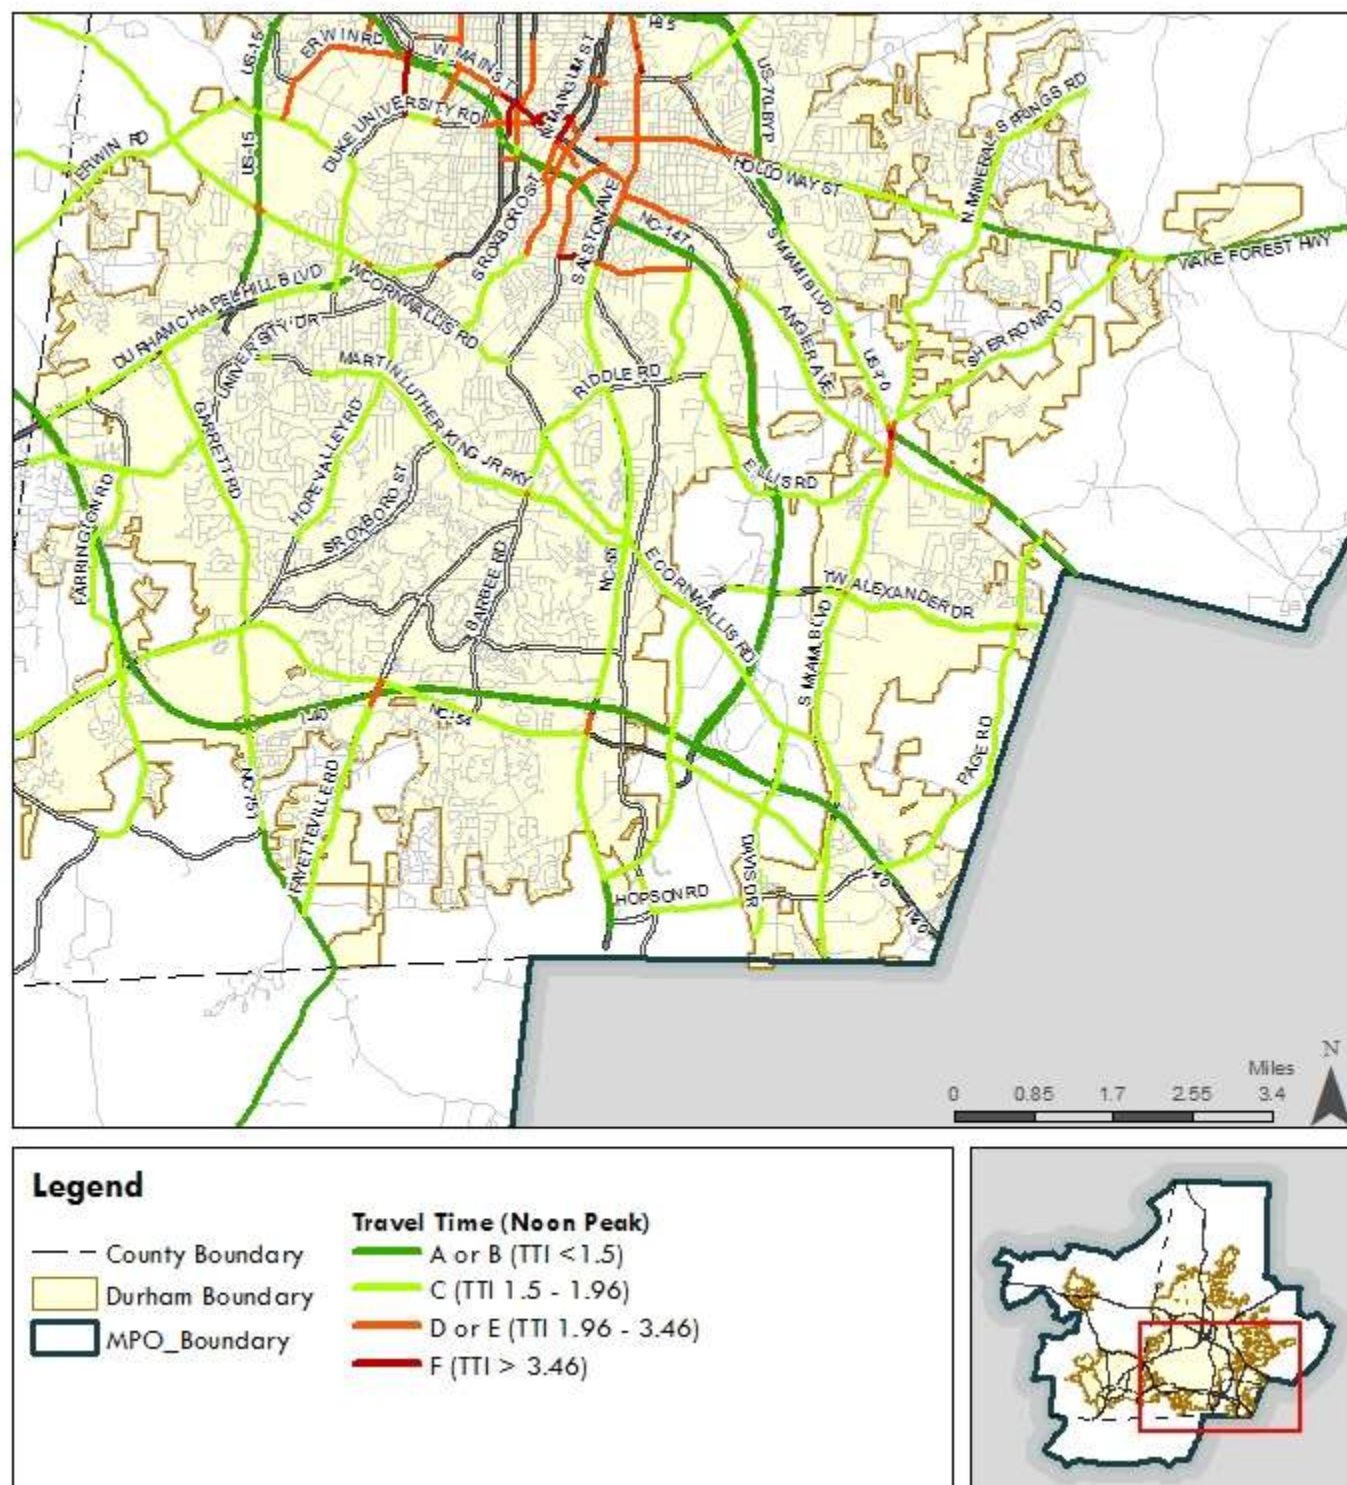 US-15
ERWIN RD
W MAIN ST
N MANGUM ST
US-70-BYP
ERWIN RD
US-15
DUKE UNIVERSITY RD
HOLLOWAY ST
N. MINERAL SPRINGS RD
S ROXBORO ST
S ALSTON AVE
NC-147
WAKE FOREST HWY
S MIAMI BLVD
DURHAM CHAPEL HILL BLVD
W CORNWALLIS RD
UNIVERSITY DR
ANGIER AVE
US-70
SHERRON RD
MARTIN LUTHER KING JR PKY
RIDDLE RD
GARRETT RD
HOPE VALLEY RD
S ROXBORO ST
ELLIS RD
FARRINGTON RD
BARBEE RD
NC-55
E CORNWALLIS RD
TW ALEXANDER DR
S MIAMI BLVD
I-40
NC-54
PAGE RD
NC-751
FAYETTEVILLE RD
DAVIS DR
HOPSON RD
I-40
I-40
N
Miles
0 0.85 1.7 2.55 3.4
Legend
County Boundary
Durham Boundary
MPO_Boundary
Travel Time (Noon Peak)
A or B (TTI <1.5)
C (TTI 1.5 - 1.96)
D or E (TTI 1.96 - 3.46)
F (TTI > 3.46)